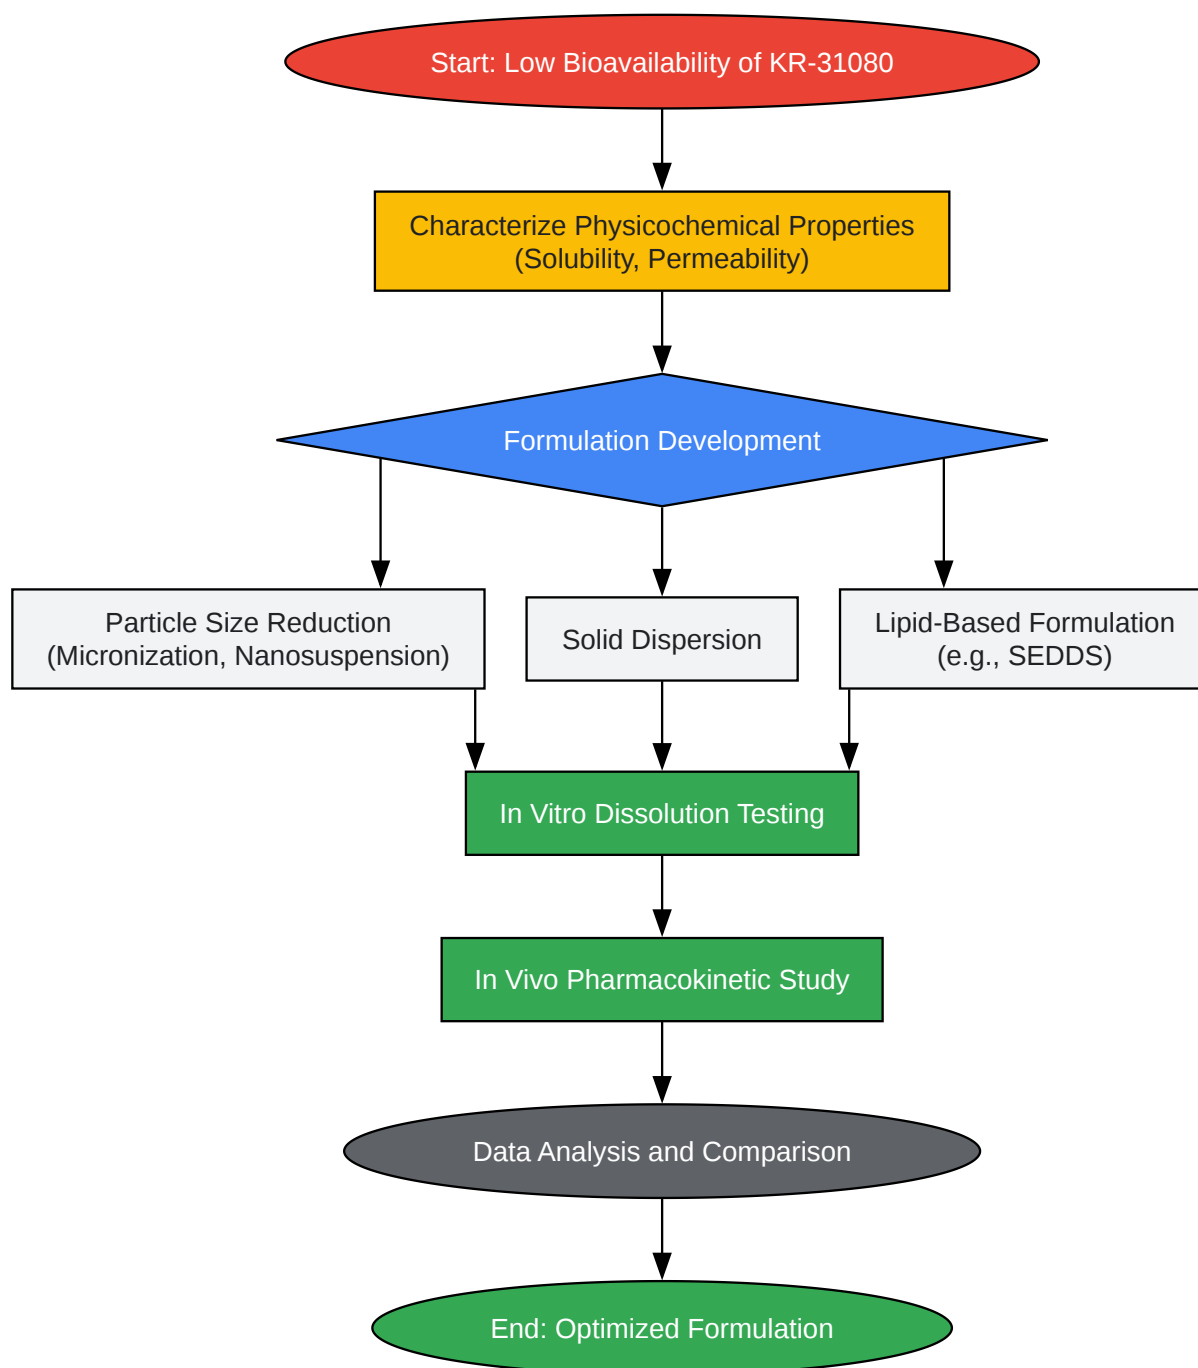 Start: Low Bioavailability of KR-31080
Characterize Physicochemical Properties
(Solubility, Permeability)
Formulation Development
Particle Size Reduction
(Micronization, Nanosuspension)
Solid Dispersion
Lipid-Based Formulation
(e.g., SEDDS)
In Vitro Dissolution Testing
In Vivo Pharmacokinetic Study
Data Analysis and Comparison
End: Optimized Formulation